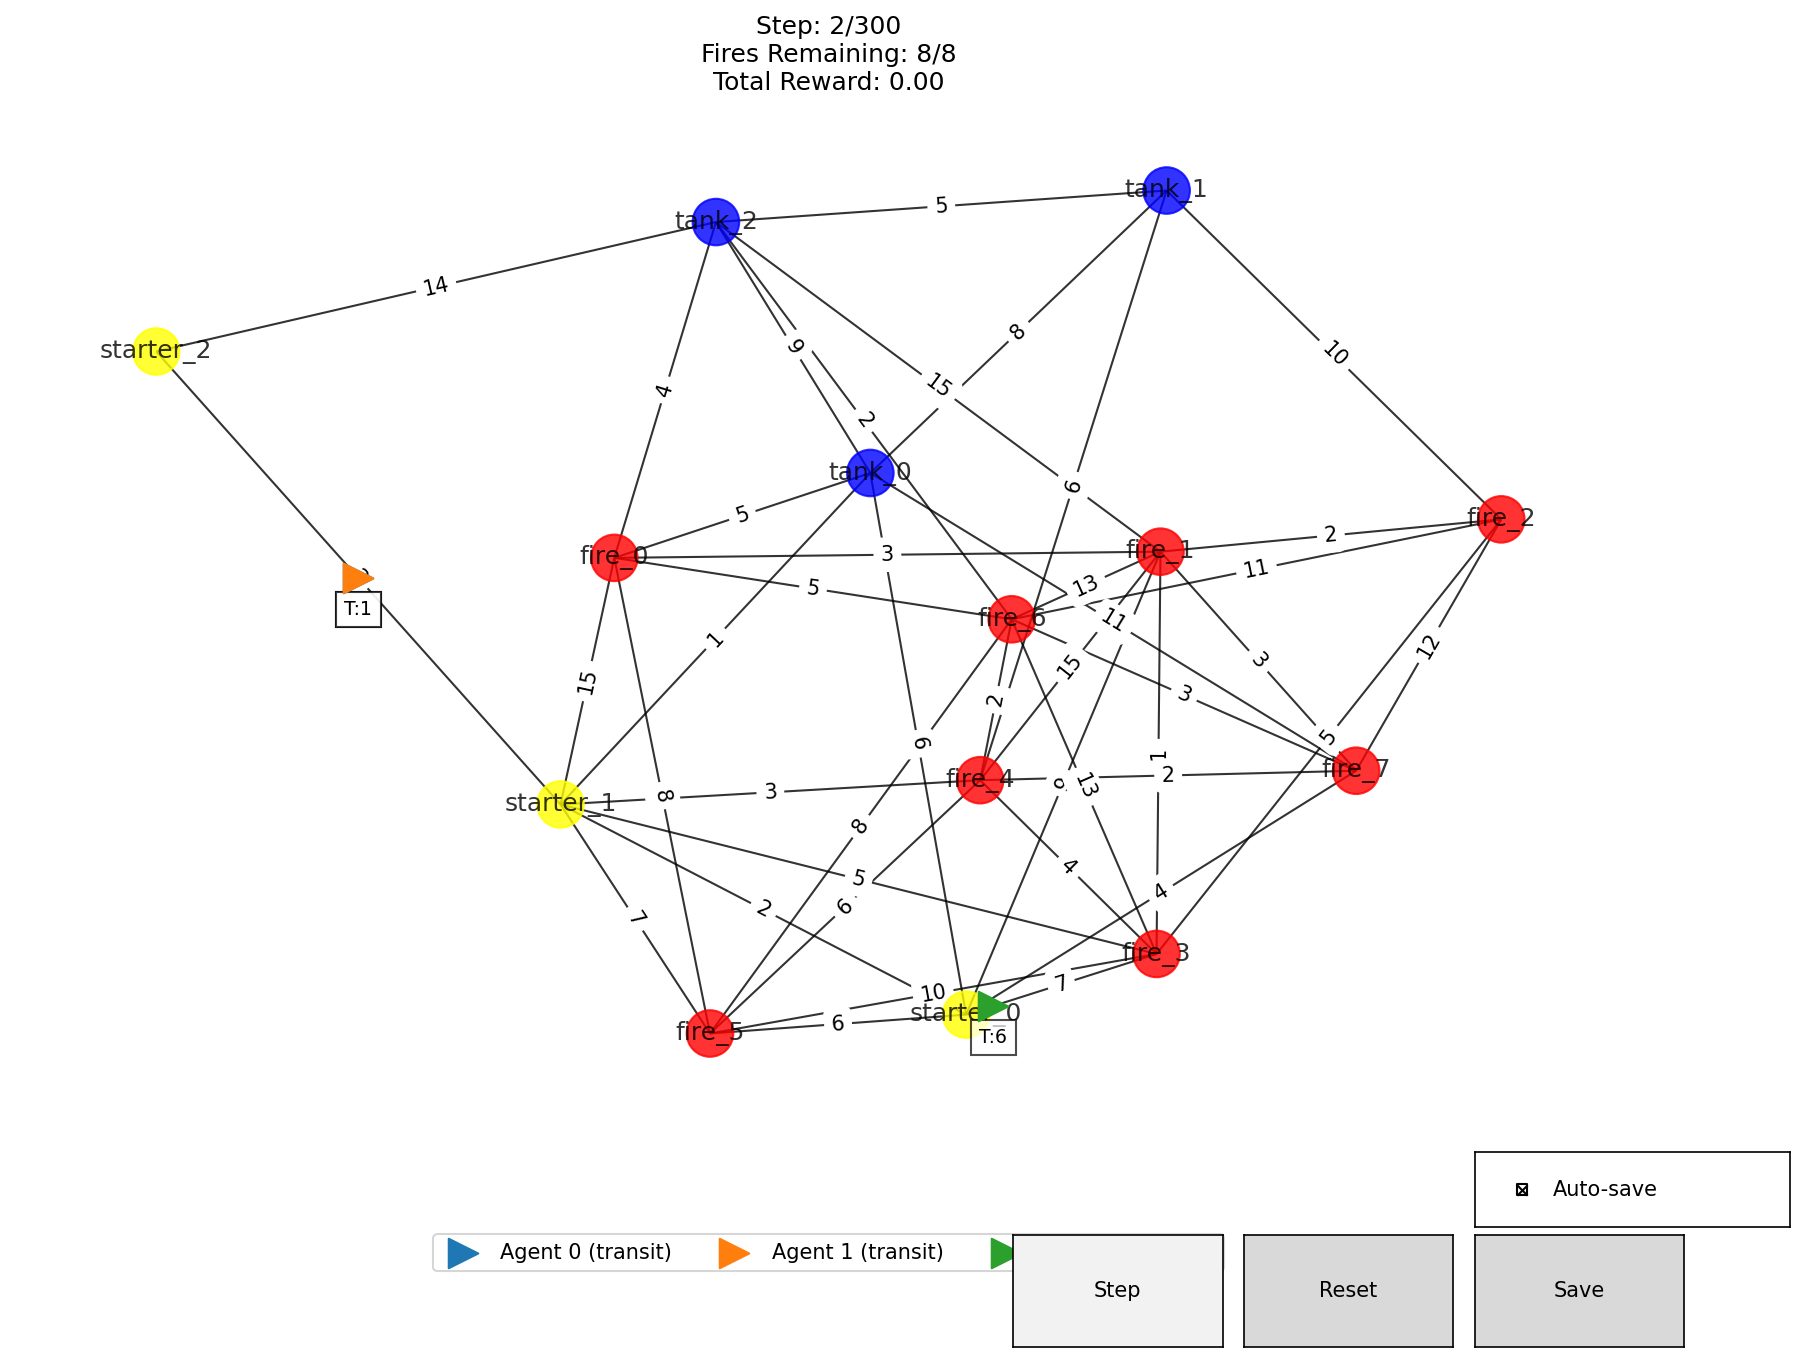 Step: 2/300
Fires Remaining: 8/8
Total Reward: 0.00
tank_1
5
tank_2
14
starter_2
8
10
9
4
15
2
tank_0
6
5
fire_2
2
3
fire_1
fire_0
11
T:1
13
5
11
fire_6
1
15
3
12
3
15
2
6
5
1
fire_7
2
fire_4
13
3
8
starter_1
8
4
5
4
6
2
7
fire_3
7
10
starter_0
6
fire_5
T:6
Auto-save
Agent 0 (transit)
Agent 1 (transit)
Step
Reset
Save